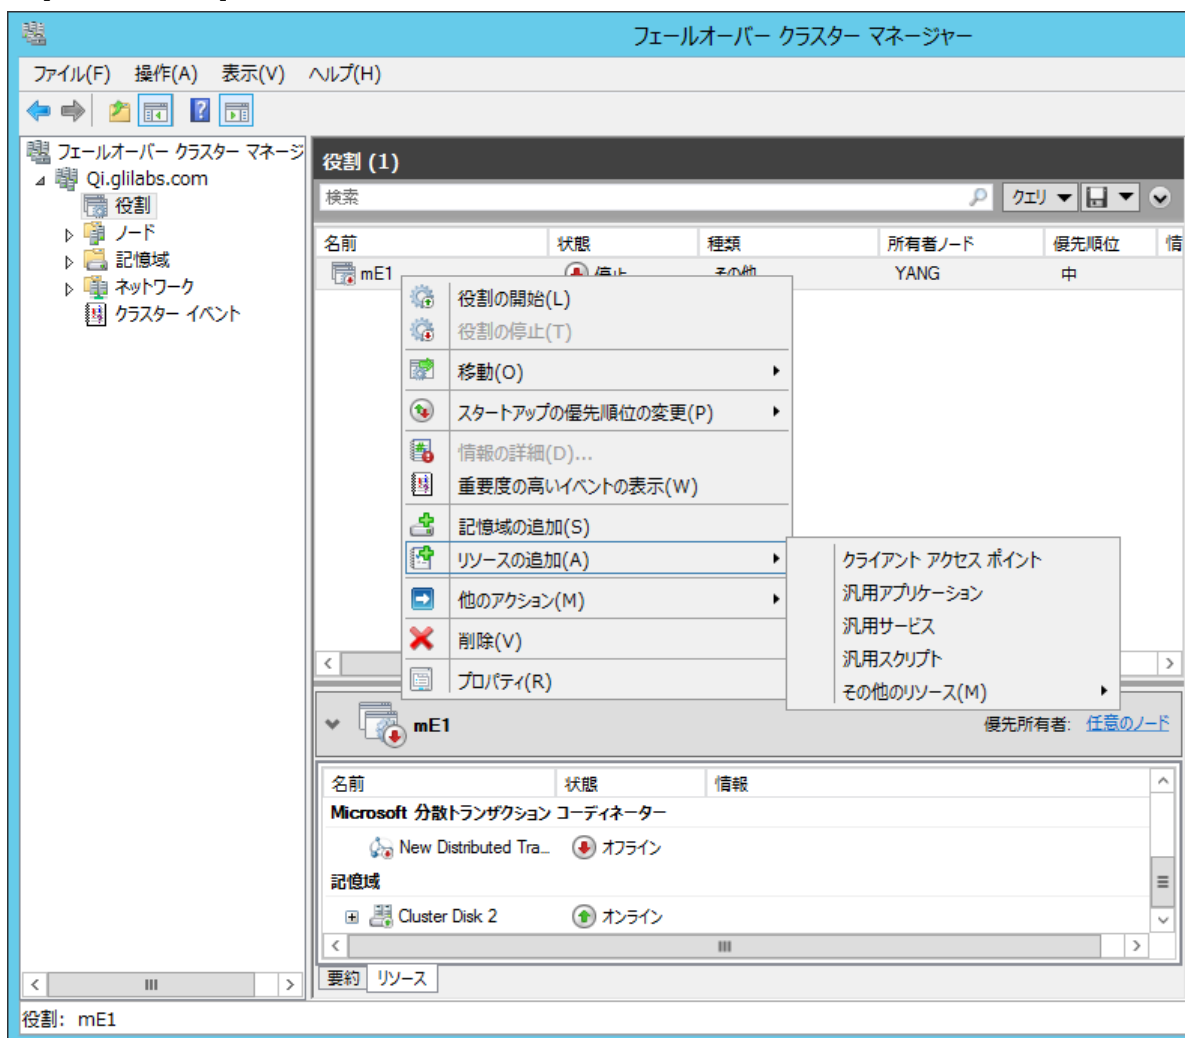 フェールオーバー クラスター マネージャー
ファイル(F) 操作(A) 表示(V) ヘルプ(H)
フェールオーバー クラスター マネージ
Qi.glilabs.com
役割
ノード
記憶域
ネットワーク
クラスター イベント
役割 (1)
検索
クエリ
名前 状態 種類 所有者ノード 優先順位 情
mE1 停止 その他 YANG 中
役割の開始(L)
役割の停止(T)
移動(O)
スタートアップの優先順位の変更(P)
情報の詳細(D)...
重要度の高いイベントの表示(W)
記憶域の追加(S)
リソースの追加(A)
他のアクション(M)
削除(V)
プロパティ(R)
クライアント アクセス ポイント
汎用アプリケーション
汎用サービス
汎用スクリプト
その他のリソース(M)
mE1
優先所有者: 任意のノード
名前 状態 情報
Microsoft 分散トランザクション コーディネーター
New Distributed Tra... オフライン
記憶域
Cluster Disk 2 オンライン
要約 リソース
役割: mE1